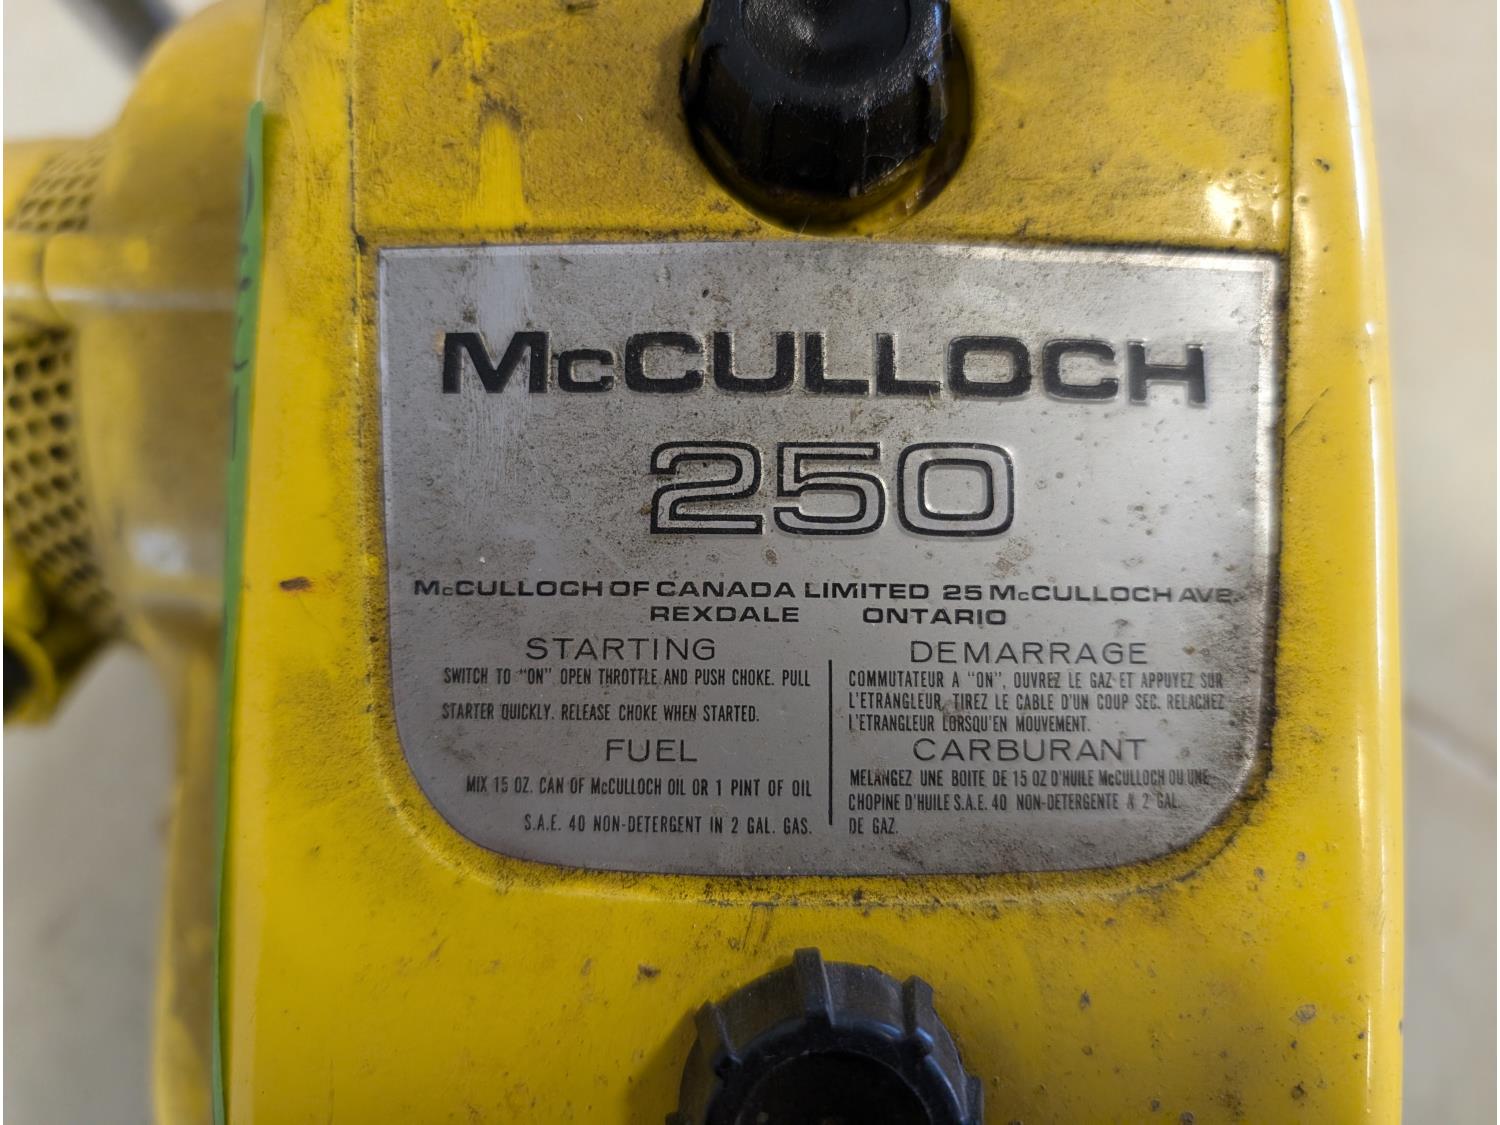 McCULLOCH
250
McCULLOCH OF CANADA LIMITED 25 McCULLOCH AVE.
REXDALE ONTARIO
STARTING
SWITCH TO "ON" OPEN THROTTLE AND PUSH CHOKE. PULL
STARTER QUICKLY. RELEASE CHOKE WHEN STARTED.
FUEL
MIX 15 OZ. CAN OF McCULLOCH OIL OR 1 PINT OF OIL
S.A.E. 40 NON-DETERGENT IN 2 GAL. GAS.
DEMARRAGE
COMMUTATEUR A "ON", OUVREZ LE GAZ ET APPUYEZ SUR
L'ETRANGLEUR, TIREZ LE CABLE D'UN COUP SEC. RELACHEZ
L'ETRANGLEUR LORSQU'EN MOUVEMENT.
CARBURANT
MELANGEZ UNE BOITE DE 15 OZ D'HUILE McCULLOCH OU UNE
CHOPINE D'HUILE S.A.E. 40 NON-DETERGENTE A 2 GAL.
DE GAZ.